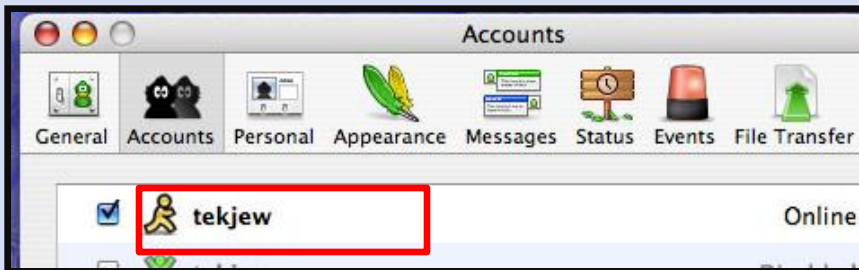 Accounts
General Accounts Personal Appearance Messages Status Events File Transfer
tekjew Online